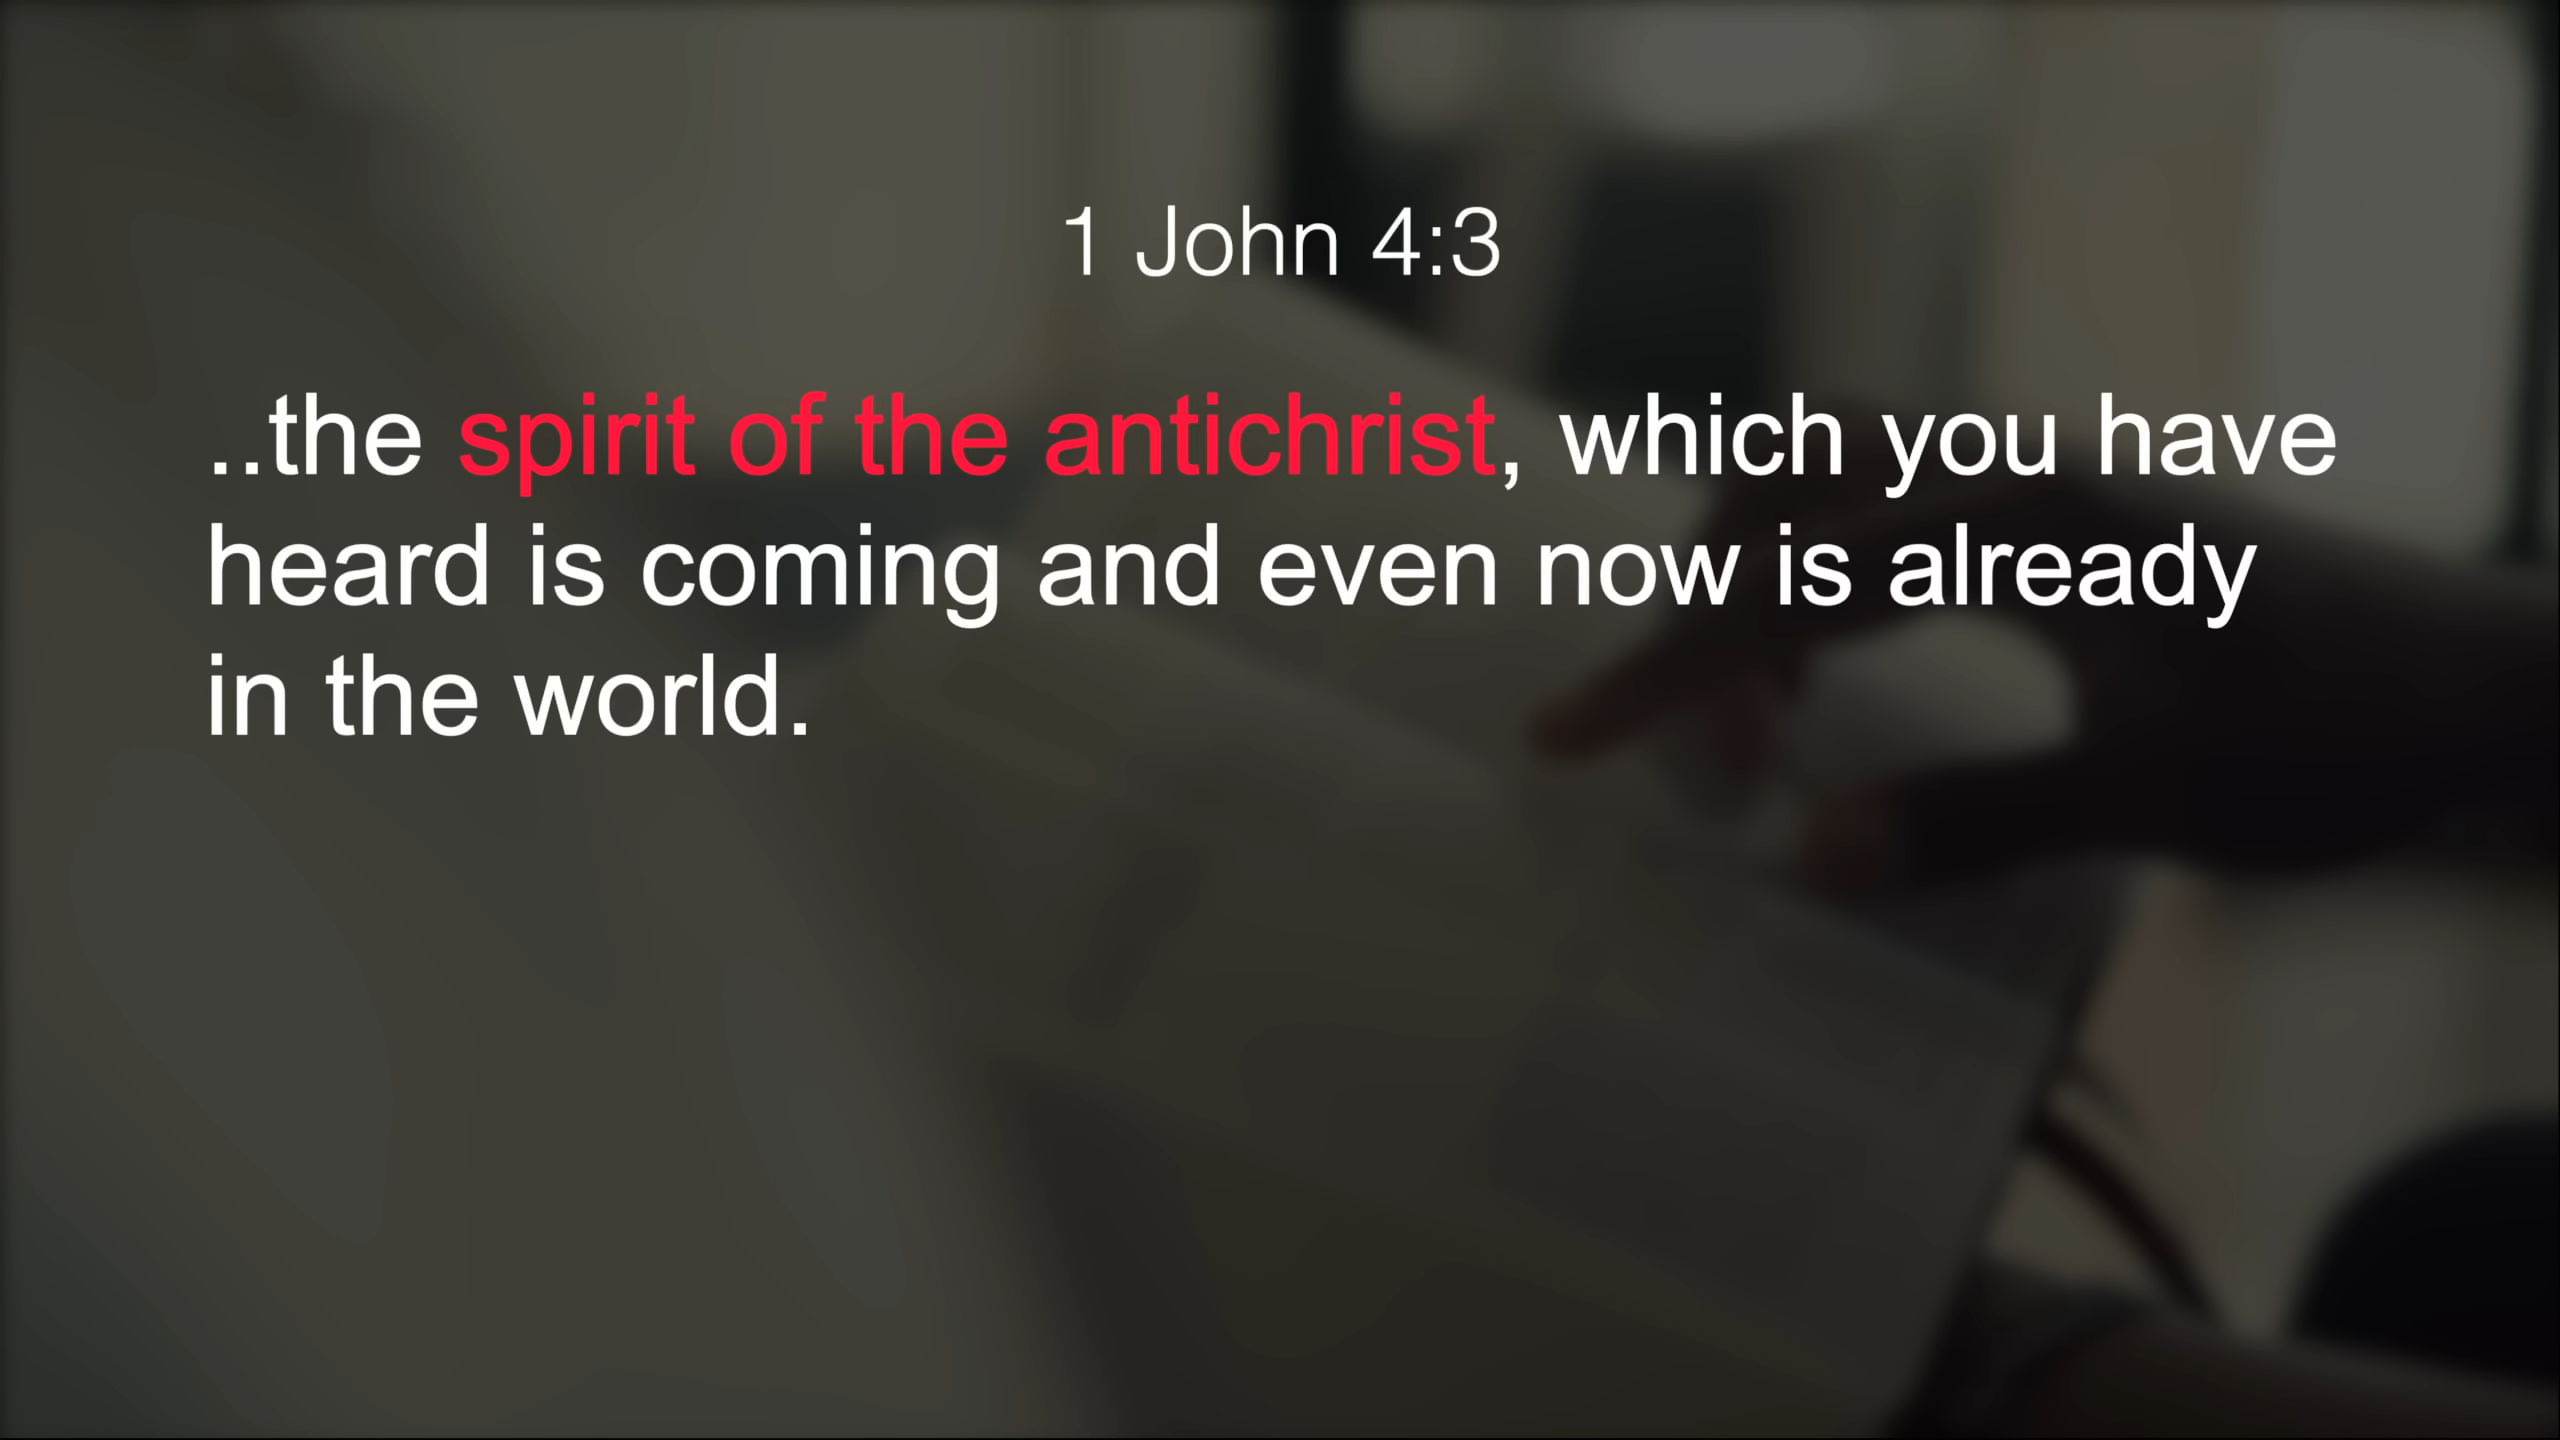 1 John 4:3
..the spirit of the antichrist, which you have
heard is coming and even now is already
in the world.